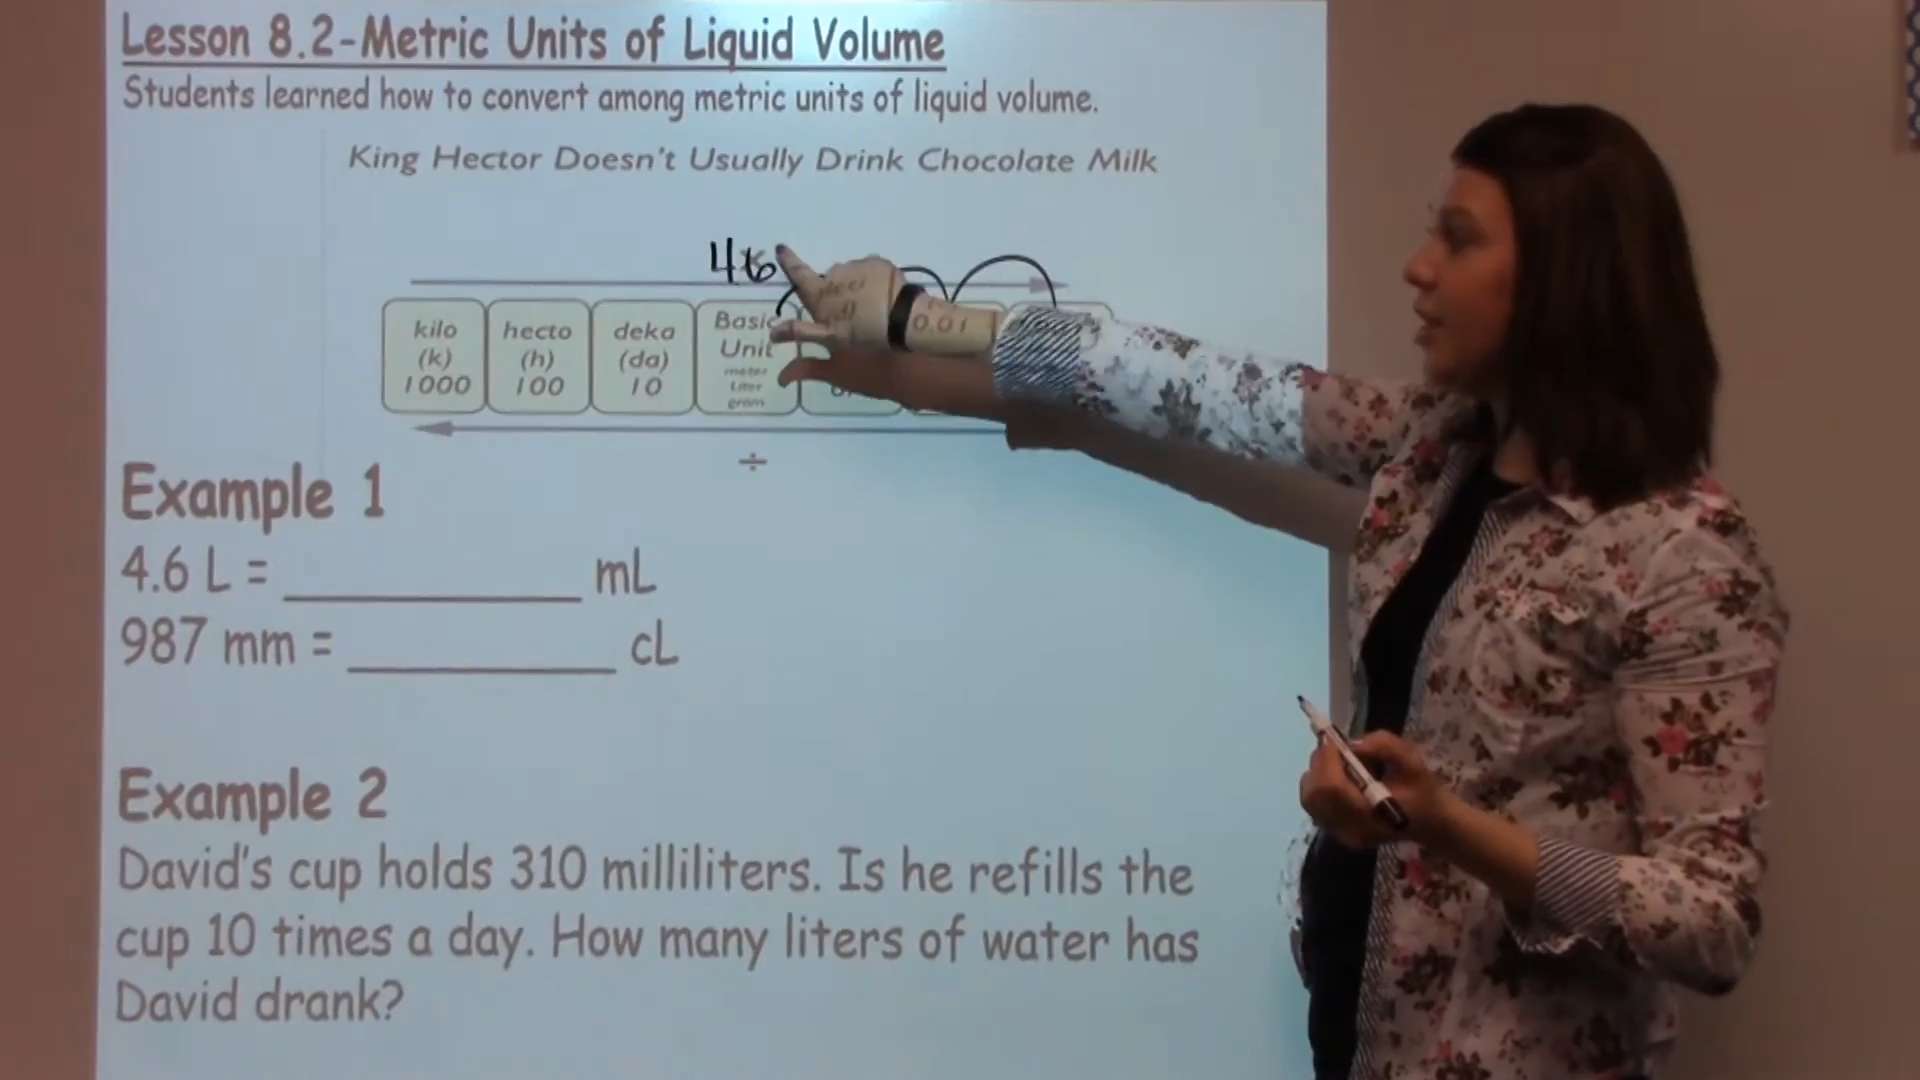 Lesson 8.2-Metric Units of Liquid Volume
Students learned how to convert among metric units of liquid volume.
King Hector Doesn't Usually Drink Chocolate Milk
46
kilo
(k)
1000
hecto
(h)
100
deka
(da)
10
Basic
Unit
meter
Liter
gram
0.01
÷
Example 1
4.6 L = ____________ mL
987 mm = ____________ cL
Example 2
David's cup holds 310 milliliters. Is he refills the
cup 10 times a day. How many liters of water has
David drank?